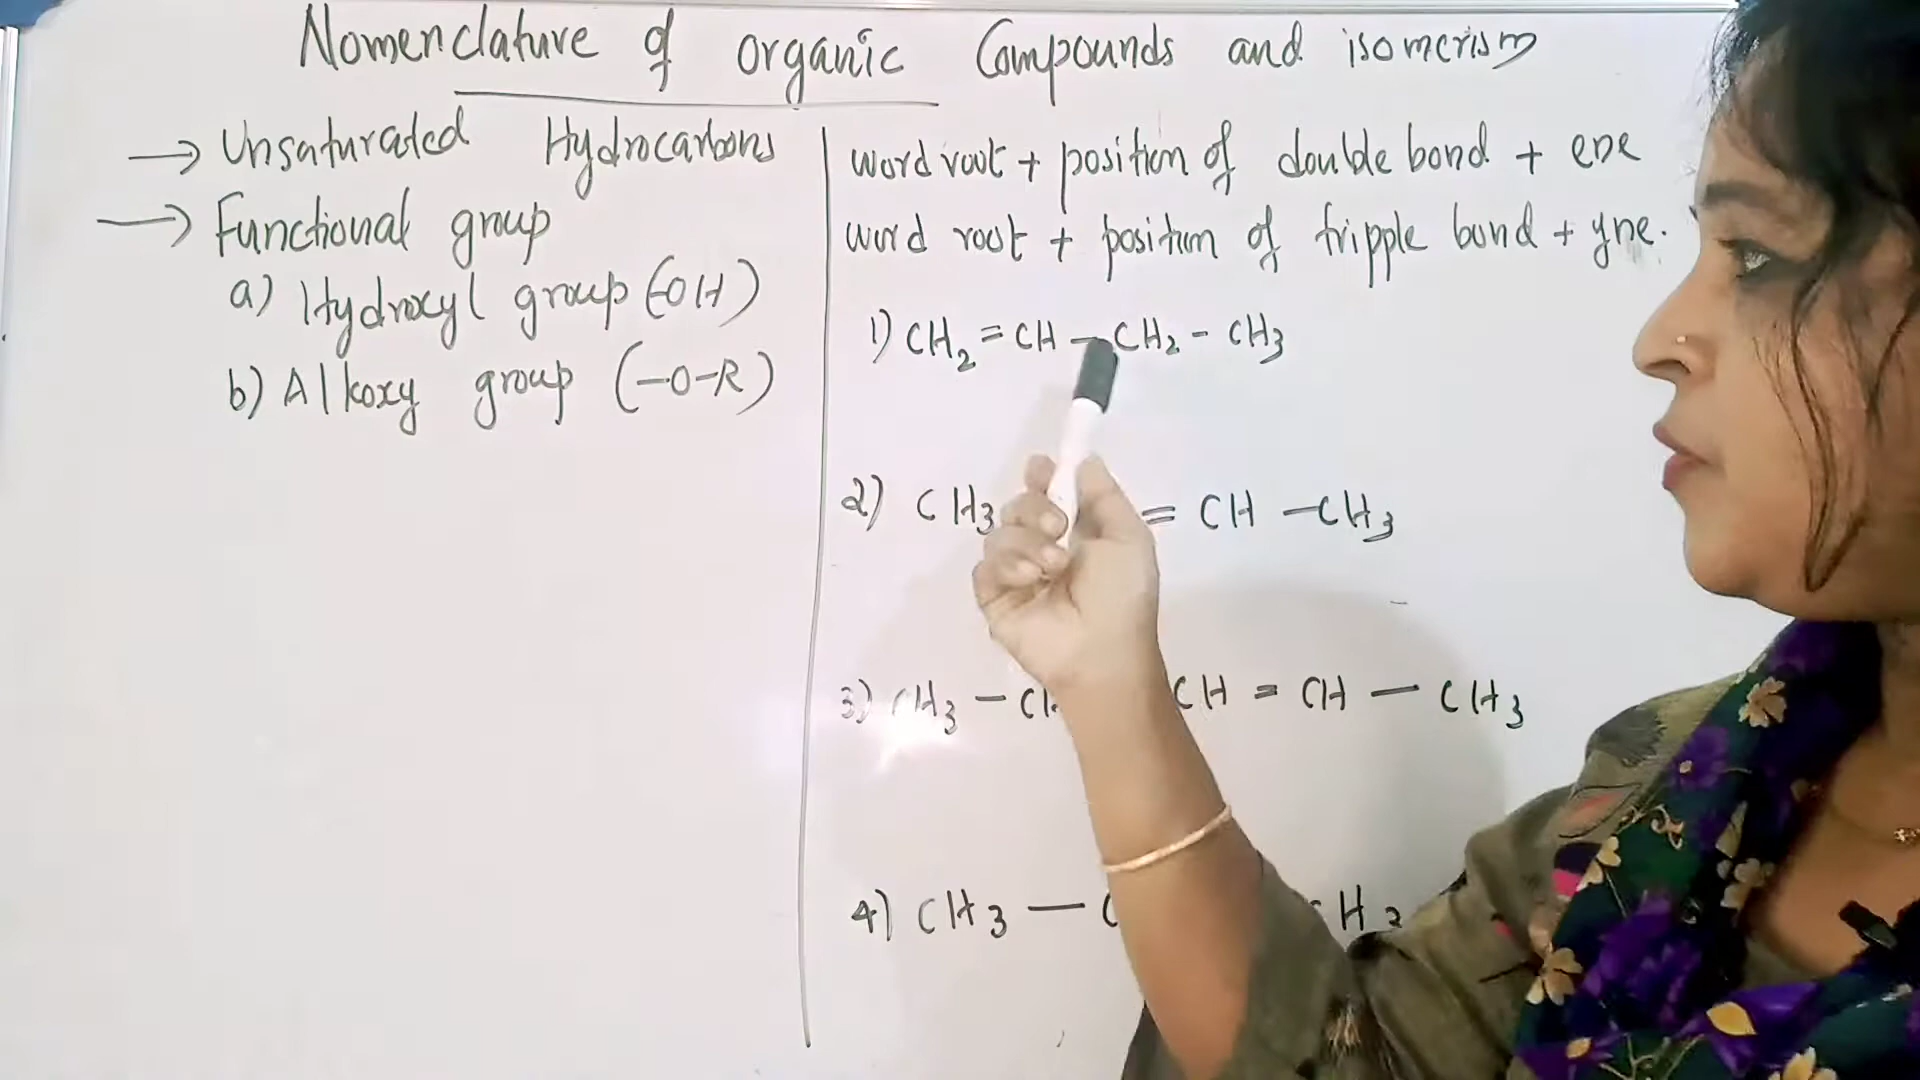 Nomenclature of organic Compounds and isomerism
→ Unsaturated Hydrocarbons
→ Functional group
a) Hydroxyl group (-OH)
b) Alkoxy group (-O-R)
word root + position of double bond + ene
word root + position of tripple bond + yne.
1) CH2 = CH - CH2 - CH3
2) CH3 = CH - CH3
3) CH3 - CH = CH - CH3
4) CH3 -